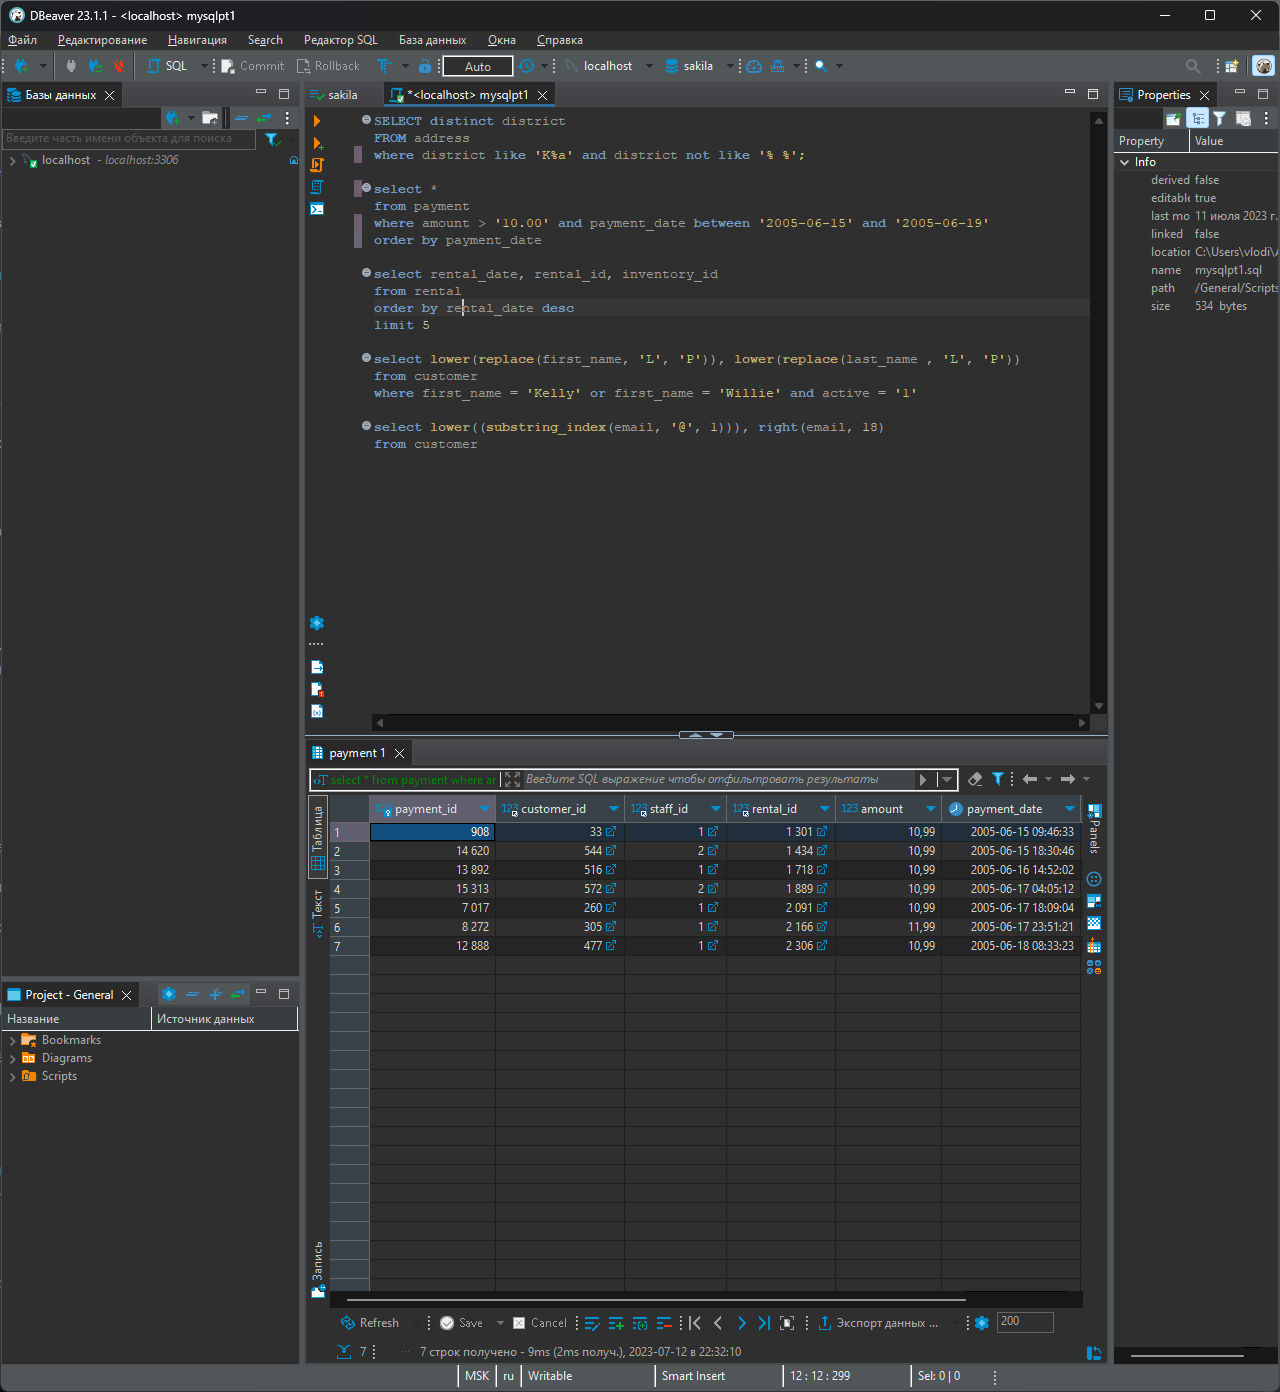 DBeaver 23.1.1 - <localhost> mysqlpt1
Файл Редактирование Навигация Search Редактор SQL База данных Окна Справка
SQL Commit Rollback Auto localhost sakila
Базы данных
Введите часть имени объекта для поиска
localhost - localhost:3306
sakila *<localhost> mysqlpt1
SELECT distinct district
FROM address
where district like 'K%a' and district not like '% %';
select *
from payment
where amount > '10.00' and payment_date between '2005-06-15' and '2005-06-19'
order by payment_date
select rental_date, rental_id, inventory_id
from rental
order by rental_date desc
limit 5
select lower(replace(first_name, 'L', 'P')), lower(replace(last_name , 'L', 'P'))
from customer
where first_name = 'Kelly' or first_name = 'Willie' and active = '1'
select lower((substring_index(email, '@', 1))), right(email, 18)
from customer
Properties
Property Value
Info
derived false
editable true
last mo 11 июля 2023 г.
linked false
location C:\Users\vlodi\
name mysqlpt1.sql
path /General/Scripts
size 534 bytes
payment 1
select * from payment where ar Введите SQL выражение чтобы отфильтровать результаты
Таблица
Текст
Запись
123 payment_id 123 customer_id 123 staff_id 123 rental_id 123 amount payment_date
1 908 33 1 1 301 10,99 2005-06-15 09:46:33
2 14 620 544 2 1 434 10,99 2005-06-15 18:30:46
3 13 892 516 1 1 718 10,99 2005-06-16 14:52:02
4 15 313 572 2 1 889 10,99 2005-06-17 04:05:12
5 7 017 260 1 2 091 10,99 2005-06-17 18:09:04
6 8 272 305 1 2 166 11,99 2005-06-17 23:51:21
7 12 888 477 1 2 306 10,99 2005-06-18 08:33:23
Panels
Project - General
Название Источник данных
Bookmarks
Diagrams
Scripts
Refresh Save Cancel Экспорт данных ... 200
7 7 строк получено - 9ms (2ms получ.), 2023-07-12 в 22:32:10
MSK ru Writable Smart Insert 12 : 12 : 299 Sel: 0 | 0